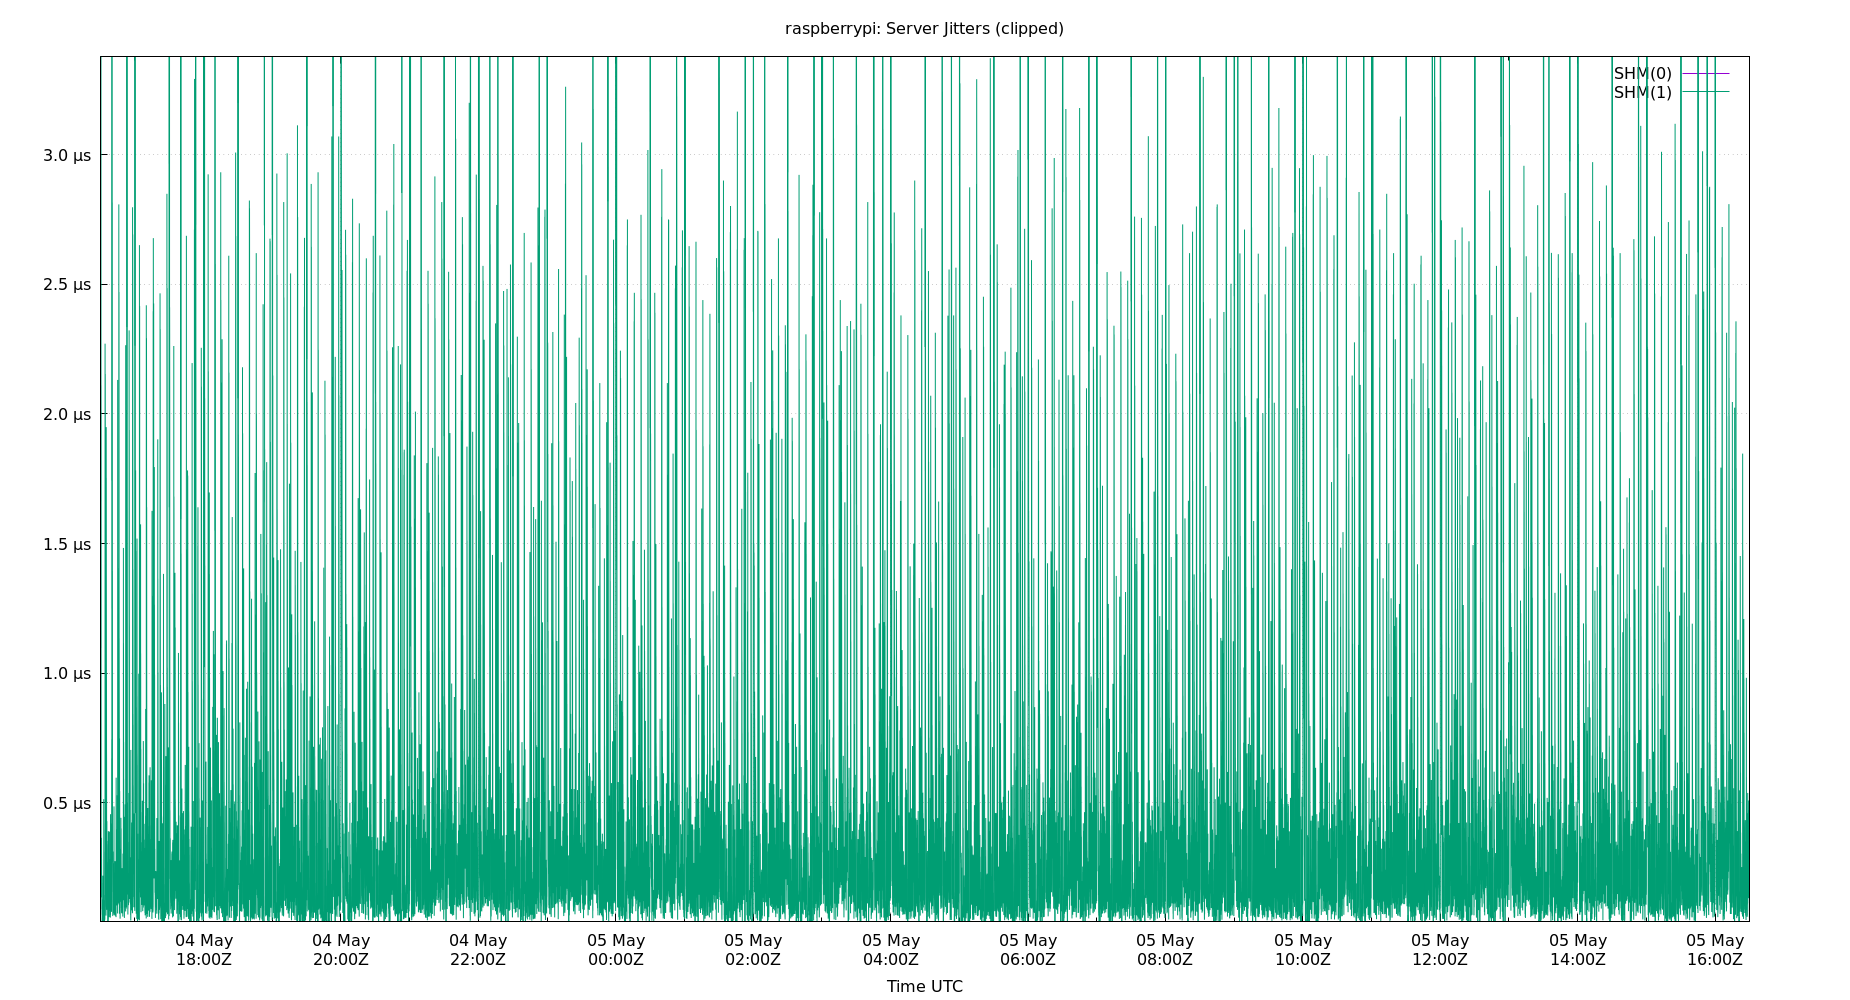 raspberrypi: Server Jitters (clipped)
SHM(0)
SHM(1)
3.0 µs
2.5 µs
2.0 µs
1.5 µs
1.0 µs
0.5 µs
04 May 04 May 04 May 05 May 05 May 05 May 05 May 05 May 05 May 05 May 05 May 05 May
18:00Z 20:00Z 22:00Z 00:00Z 02:00Z 04:00Z 06:00Z 08:00Z 10:00Z 12:00Z 14:00Z 16:00Z
Time UTC